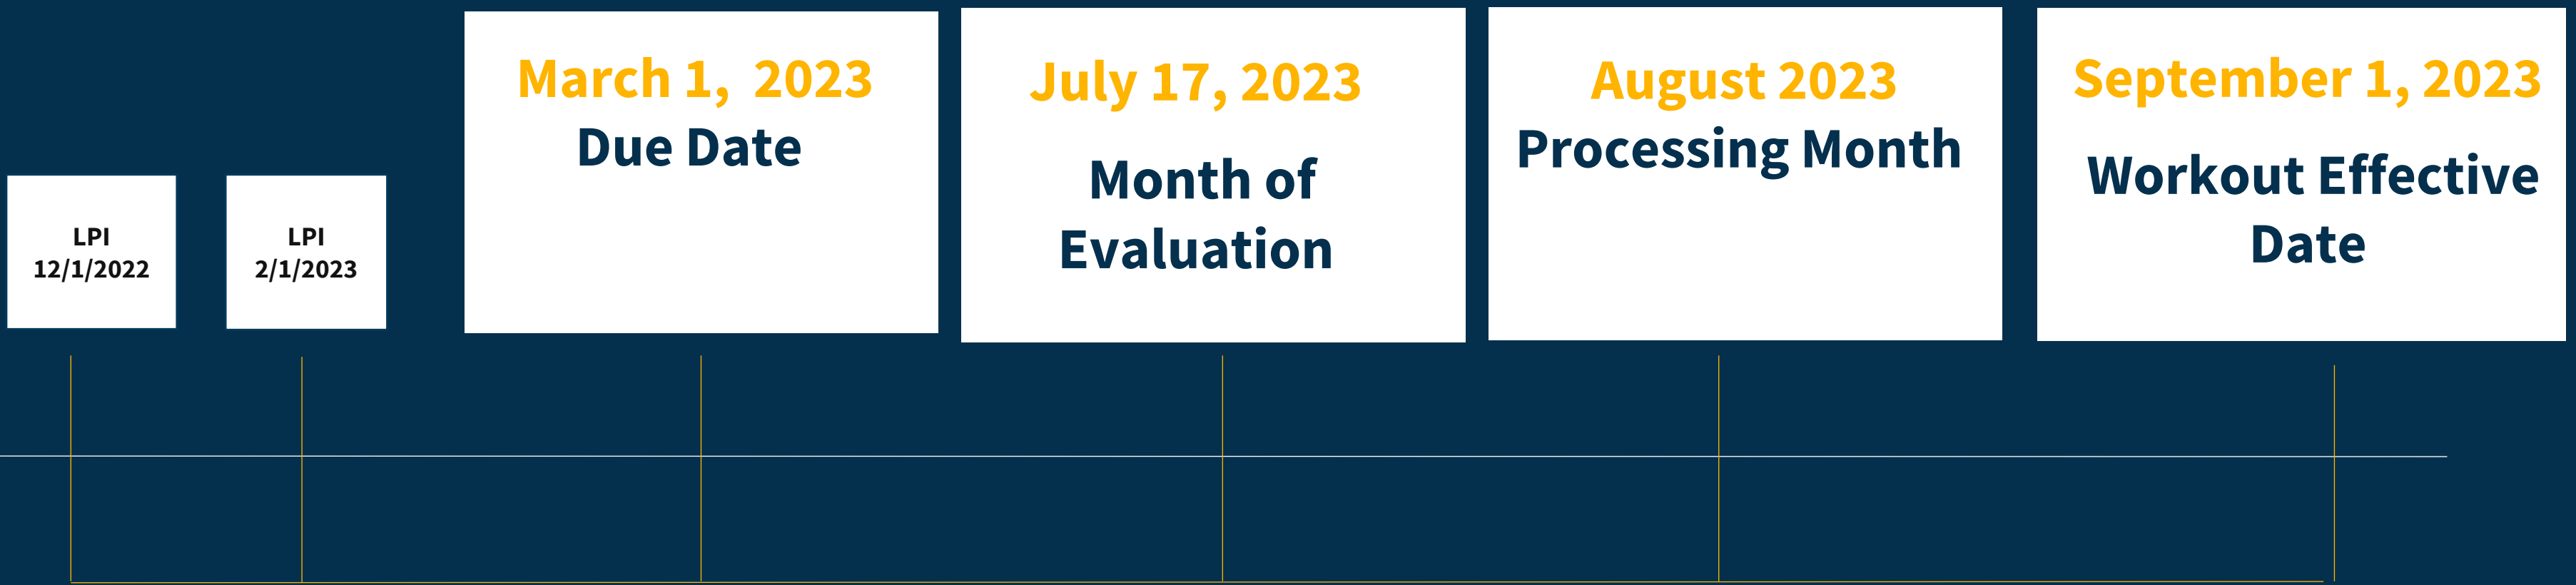 LPI
12/1/2022
LPI
2/1/2023
March 1, 2023
Due Date
July 17, 2023
Month of
Evaluation
August 2023
Processing Month
September 1, 2023
Workout Effective
Date